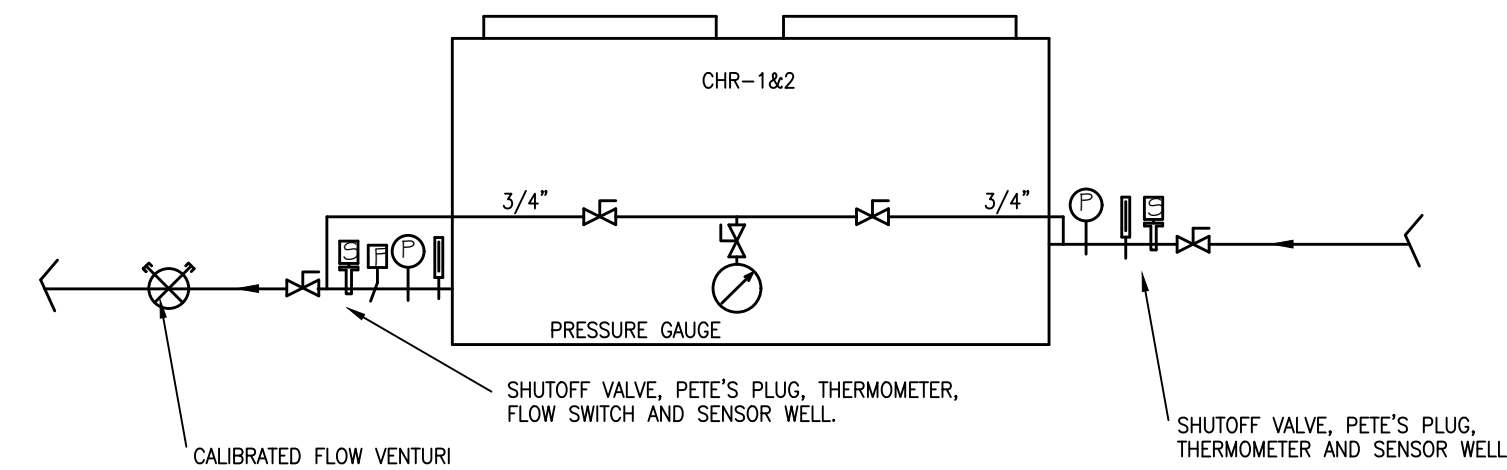 CHR-1&2
3/4"
3/4"
P
S
S
F
P
PRESSURE GAUGE
SHUTOFF VALVE, PETE'S PLUG, THERMOMETER,
FLOW SWITCH AND SENSOR WELL.
SHUTOFF VALVE, PETE'S PLUG,
THERMOMETER AND SENSOR WELL
CALIBRATED FLOW VENTURI